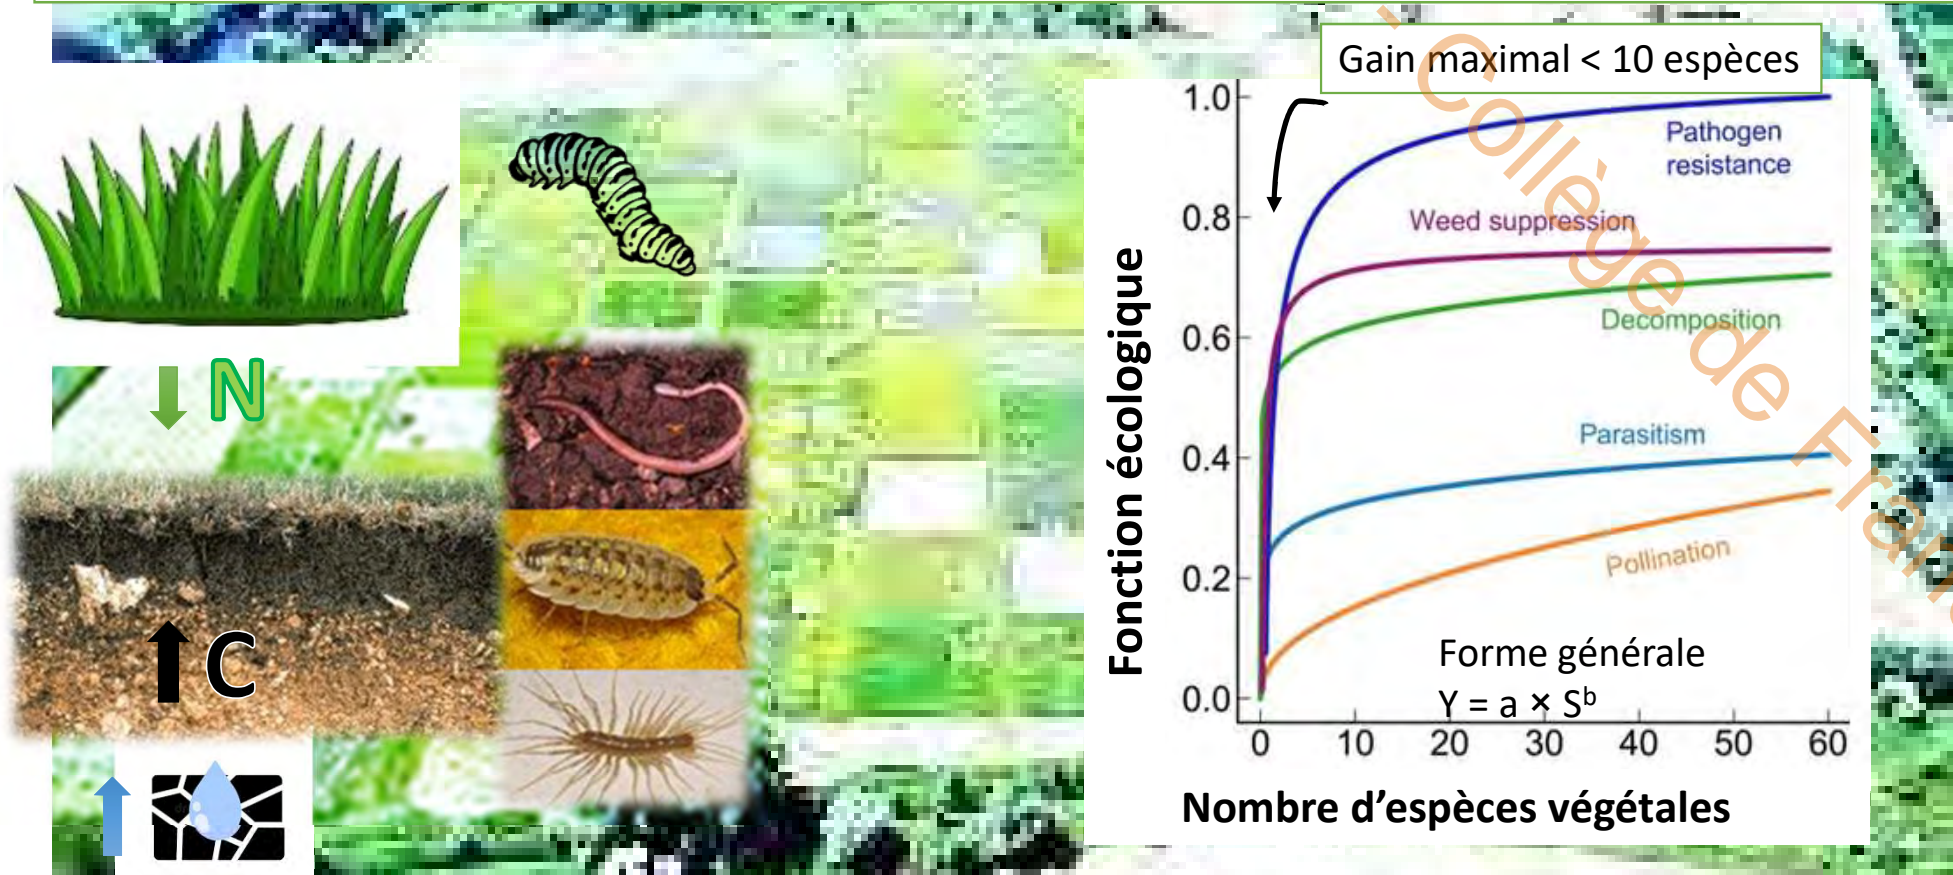 Gain maximal < 10 espèces
N
C
Fonction écologique
1.0
0.8
0.6
0.4
0.2
0.0
Pathogen
resistance
Weed suppression
Decomposition
Parasitism
Pollination
Forme générale
Y = a × Sᵇ
0 10 20 30 40 50 60
Nombre d’espèces végétales
- Collège de France